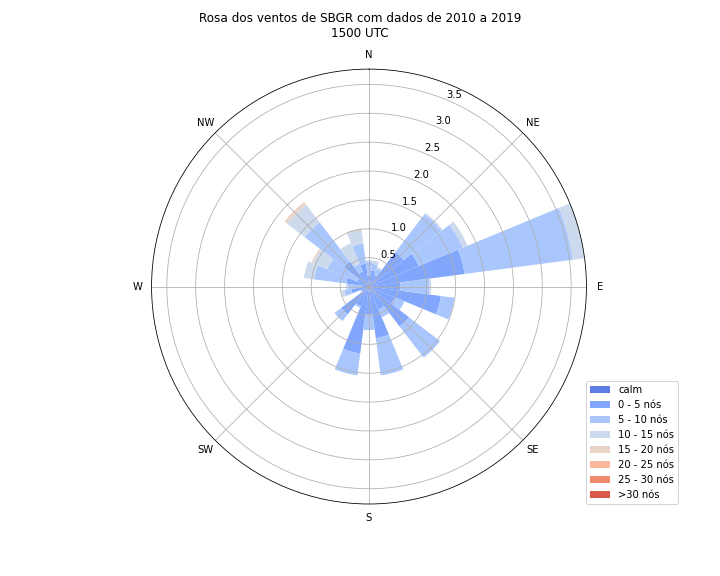 Rosa dos ventos de SBGR com dados de 2010 a 2019
1500 UTC
N
NW
NE
3.5
3.0
2.5
2.0
1.5
1.0
0.5
W
E
SW
SE
S
calm
0 - 5 nós
5 - 10 nós
10 - 15 nós
15 - 20 nós
20 - 25 nós
25 - 30 nós
>30 nós